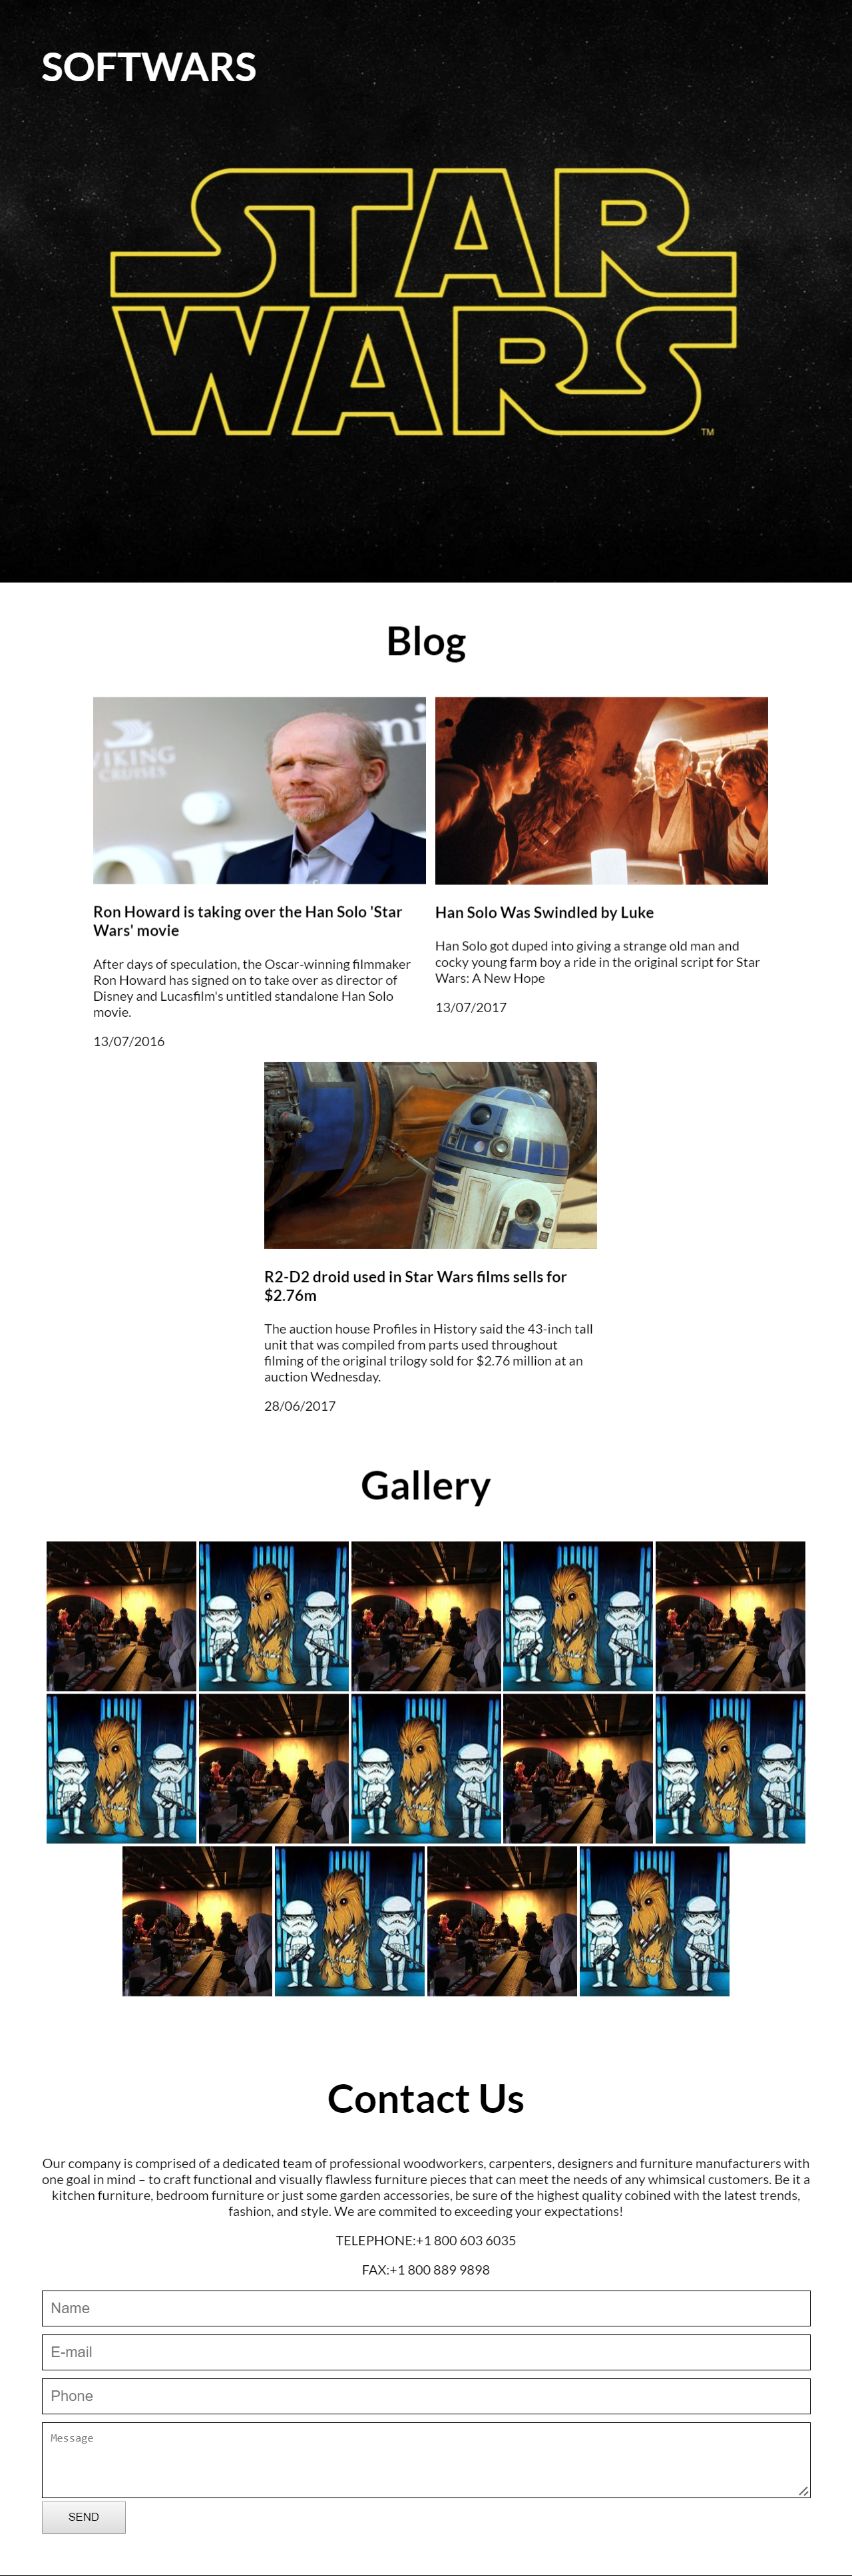 SOFTWARS
STAR
WARS
TM
Blog
VIKING
CRUISES
Ron Howard is taking over the Han Solo 'Star
Wars' movie
After days of speculation, the Oscar-winning filmmaker
Ron Howard has signed on to take over as director of
Disney and Lucasfilm's untitled standalone Han Solo
movie.
13/07/2016
Han Solo Was Swindled by Luke
Han Solo got duped into giving a strange old man and
cocky young farm boy a ride in the original script for Star
Wars: A New Hope
13/07/2017
R2-D2 droid used in Star Wars films sells for
$2.76m
The auction house Profiles in History said the 43-inch tall
unit that was compiled from parts used throughout
filming of the original trilogy sold for $2.76 million at an
auction Wednesday.
28/06/2017
Gallery
Contact Us
Our company is comprised of a dedicated team of professional woodworkers, carpenters, designers and furniture manufacturers with
one goal in mind – to craft functional and visually flawless furniture pieces that can meet the needs of any whimsical customers. Be it a
kitchen furniture, bedroom furniture or just some garden accessories, be sure of the highest quality cobined with the latest trends,
fashion, and style. We are commited to exceeding your expectations!
TELEPHONE:+1 800 603 6035
FAX:+1 800 889 9898
Name
E-mail
Phone
Message
SEND